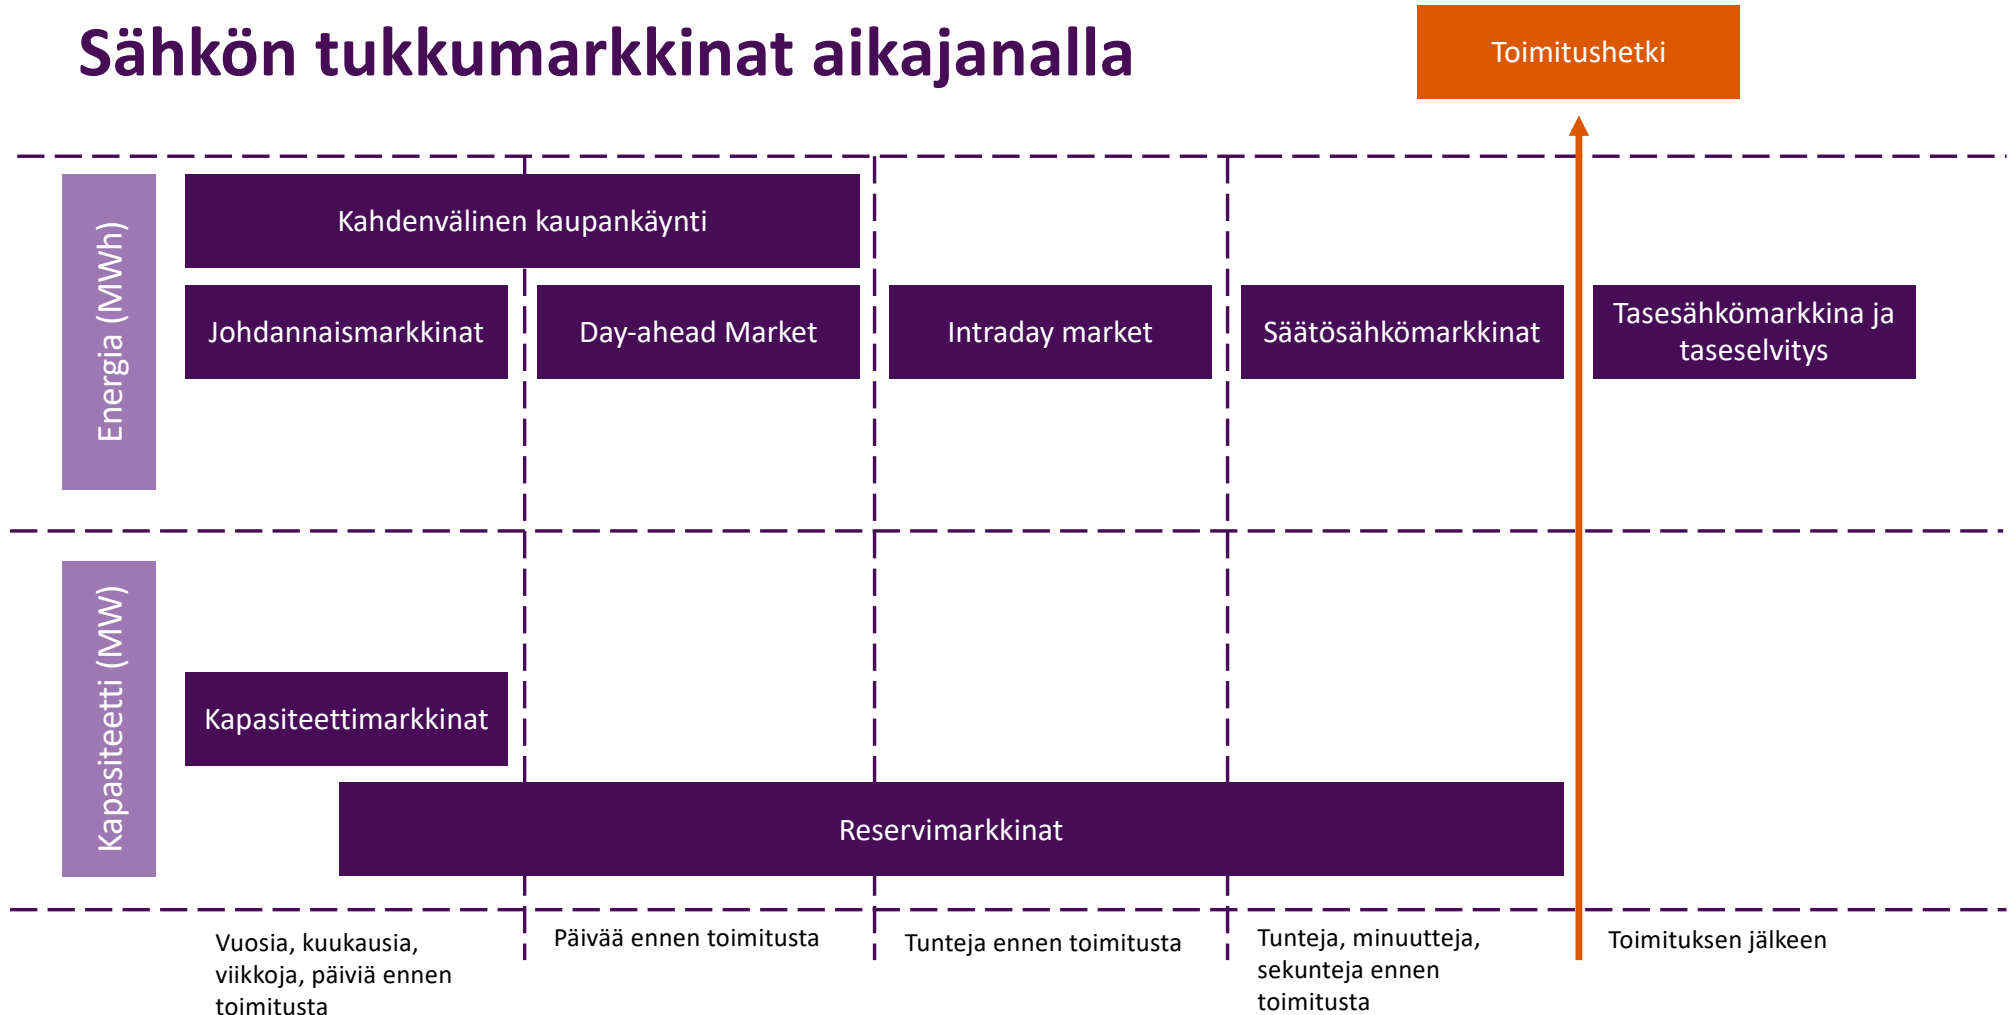 Sähkön tukkumarkkinat aikajanalla
Toimitushetki
Energia (MWh)
Kahdenvälinen kaupankäynti
Johdannaismarkkinat
Day-ahead Market
Intraday market
Säätösähkömarkkinat
Tasesähkömarkkina ja
taseselvitys
Kapasiteetti (MW)
Kapasiteettimarkkinat
Reservimarkkinat
Vuosia, kuukausia,
viikkoja, päiviä ennen
toimitusta
Päivää ennen toimitusta
Tunteja ennen toimitusta
Tunteja, minuutteja,
sekunteja ennen
toimitusta
Toimituksen jälkeen